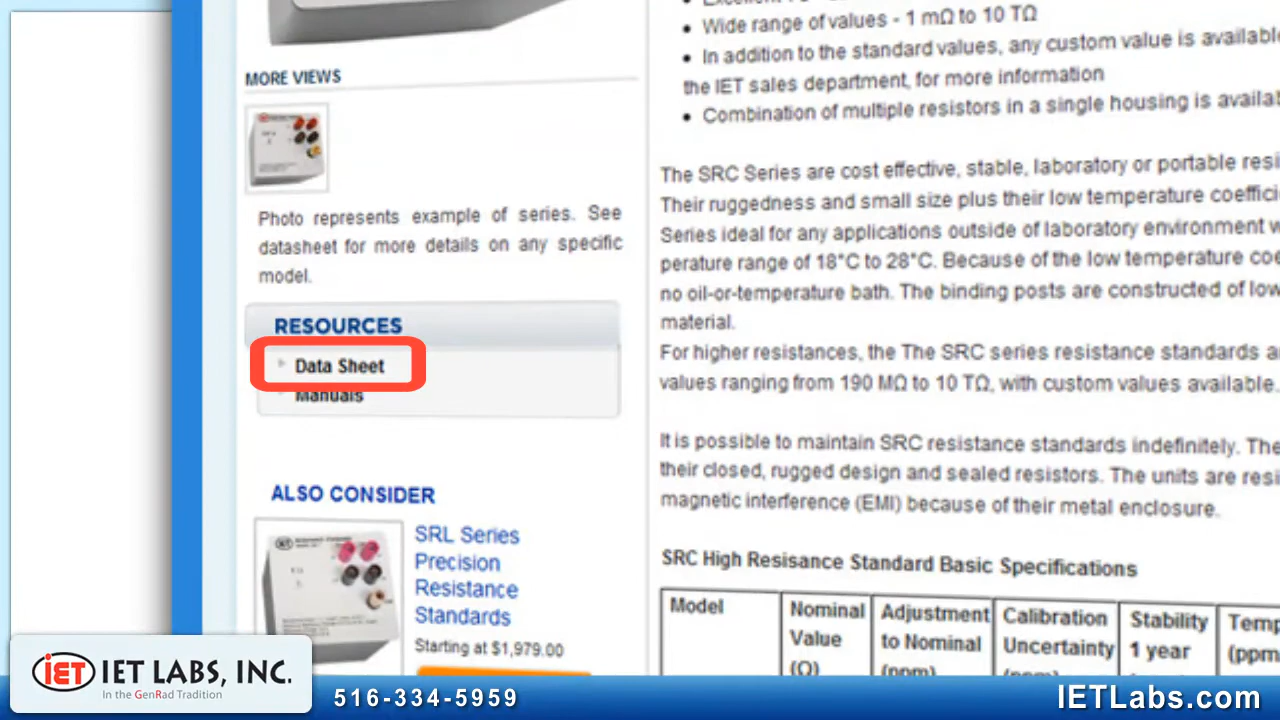 MORE VIEWS
Photo represents example of series. See
datasheet for more details on any specific
model.
RESOURCES
Data Sheet
Manuals
ALSO CONSIDER
SRL Series
Precision
Resistance
Standards
Starting at $1,979.00
Wide range of values - 1 mΩ to 10 TΩ
In addition to the standard values, any custom value is available
the IET sales department, for more information
Combination of multiple resistors in a single housing is availa
The SRC Series are cost effective, stable, laboratory or portable resi
Their ruggedness and small size plus their low temperature coeffici
Series ideal for any applications outside of laboratory environment w
perature range of 18°C to 28°C. Because of the low temperature coe
no oil-or-temperature bath. The binding posts are constructed of low
material.
For higher resistances, the The SRC series resistance standards a
values ranging from 190 MΩ to 10 TΩ, with custom values available.
It is possible to maintain SRC resistance standards indefinitely. The
their closed, rugged design and sealed resistors. The units are resi
magnetic interference (EMI) because of their metal enclosure.
SRC High Resisance Standard Basic Specifications
Model
Nominal
Value
(Ω)
Adjustment
to Nominal
(ppm)
Calibration
Uncertainty
(ppm)
Stability
1 year
Temp
(ppm
IET IET LABS, INC.
In the GenRad Tradition
516-334-5959
IETLabs.com